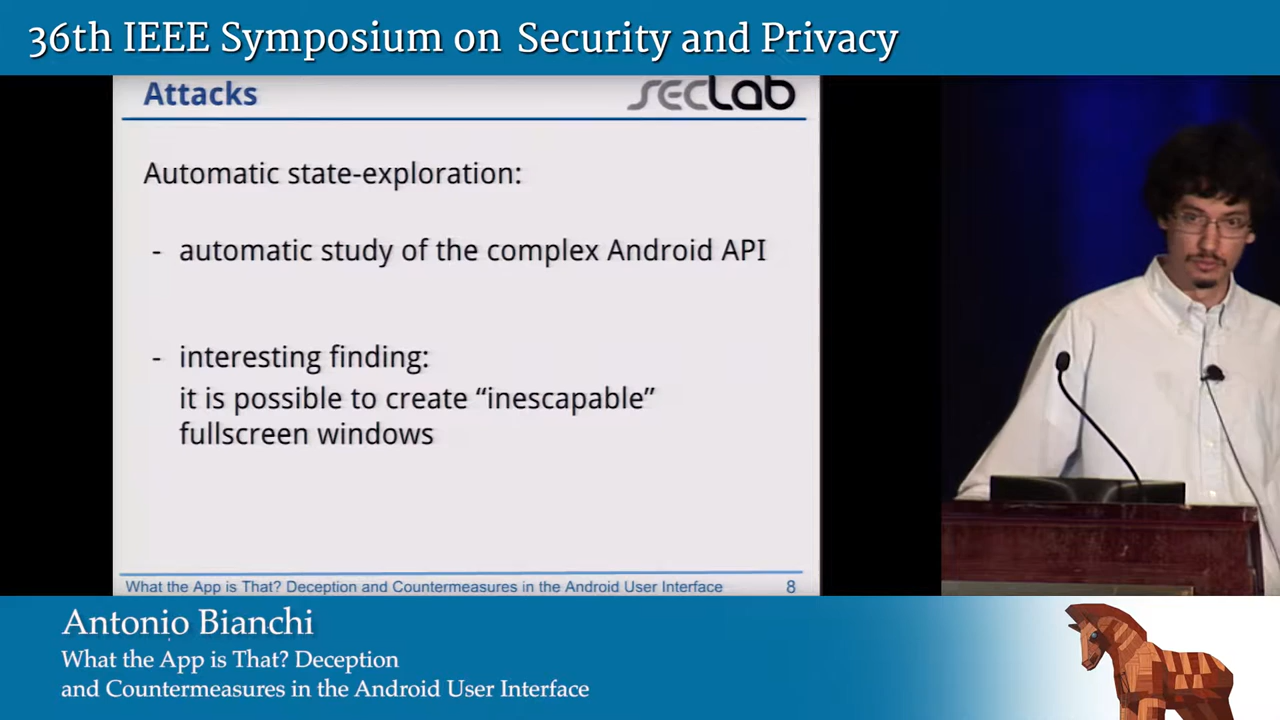 36th IEEE Symposium on Security and Privacy
Attacks
secLab
Automatic state-exploration:
- automatic study of the complex Android API
- interesting finding:
it is possible to create “inescapable”
fullscreen windows
What the App is That? Deception and Countermeasures in the Android User Interface 8
Antonio Bianchi
What the App is That? Deception
and Countermeasures in the Android User Interface